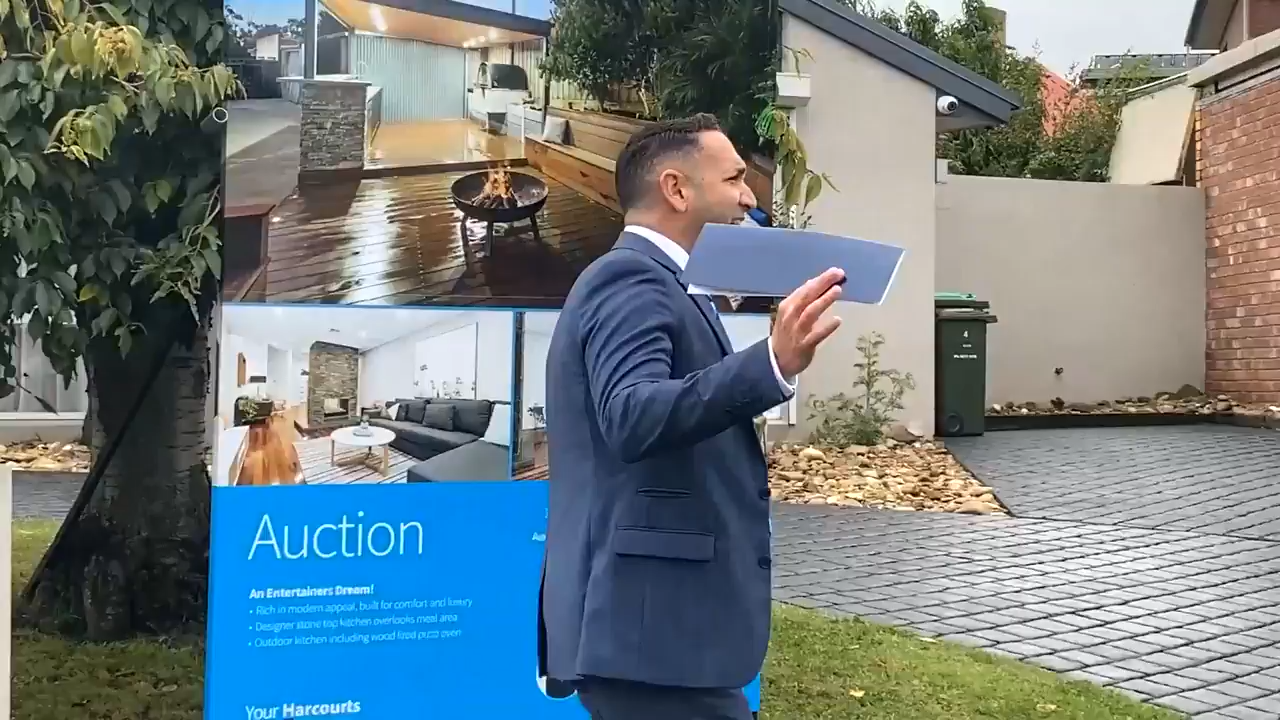 Auction
An Entertainers Dream!
• Rich in modern appeal, built for comfort and luxury
• Designer stone top kitchen overlooks meal area
• Outdoor kitchen including wood fired pizza oven
Your Harcourts
4